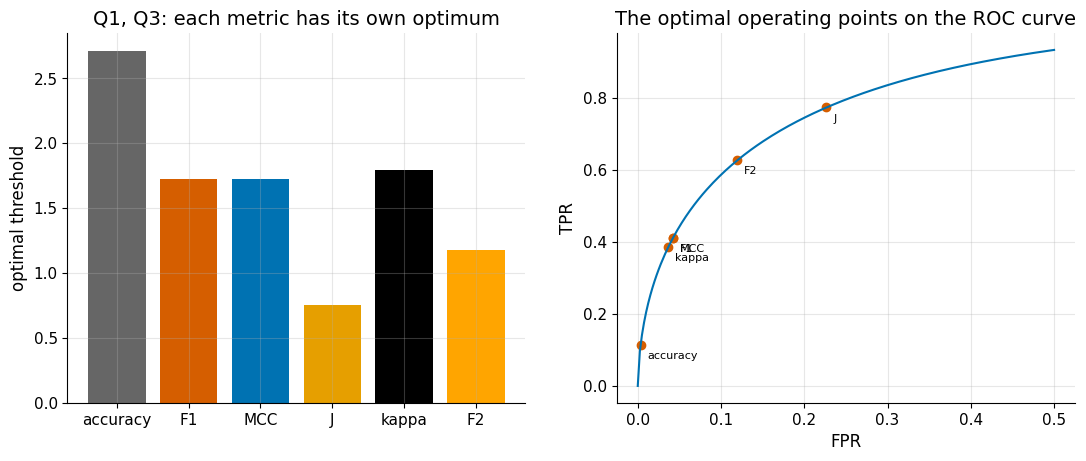 Q1, Q3: each metric has its own optimum
optimal threshold
2.5
2.0
1.5
1.0
0.5
0.0
accuracy F1 MCC J kappa F2
The optimal operating points on the ROC curve
TPR
0.8
0.6
0.4
0.2
0.0
J
F2
F1
MCC
kappa
accuracy
0.0 0.1 0.2 0.3 0.4 0.5
FPR